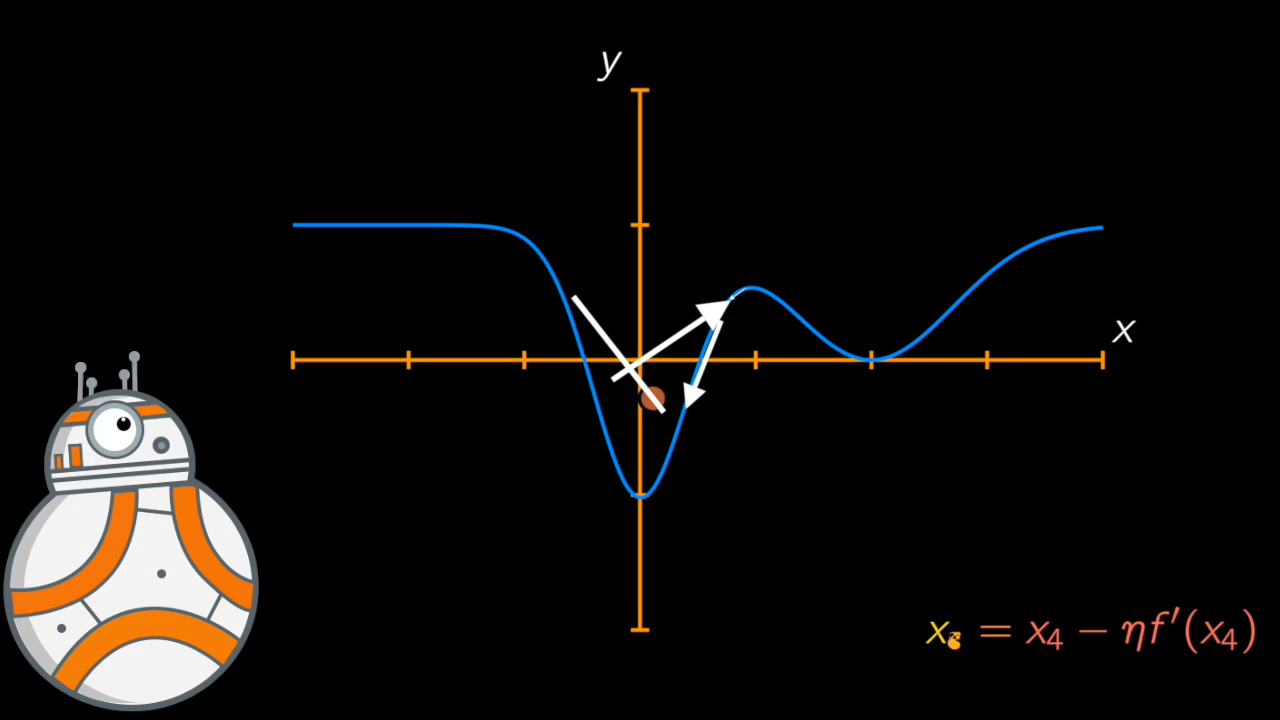 y
x
x = x₄ − ηf′(x₄)